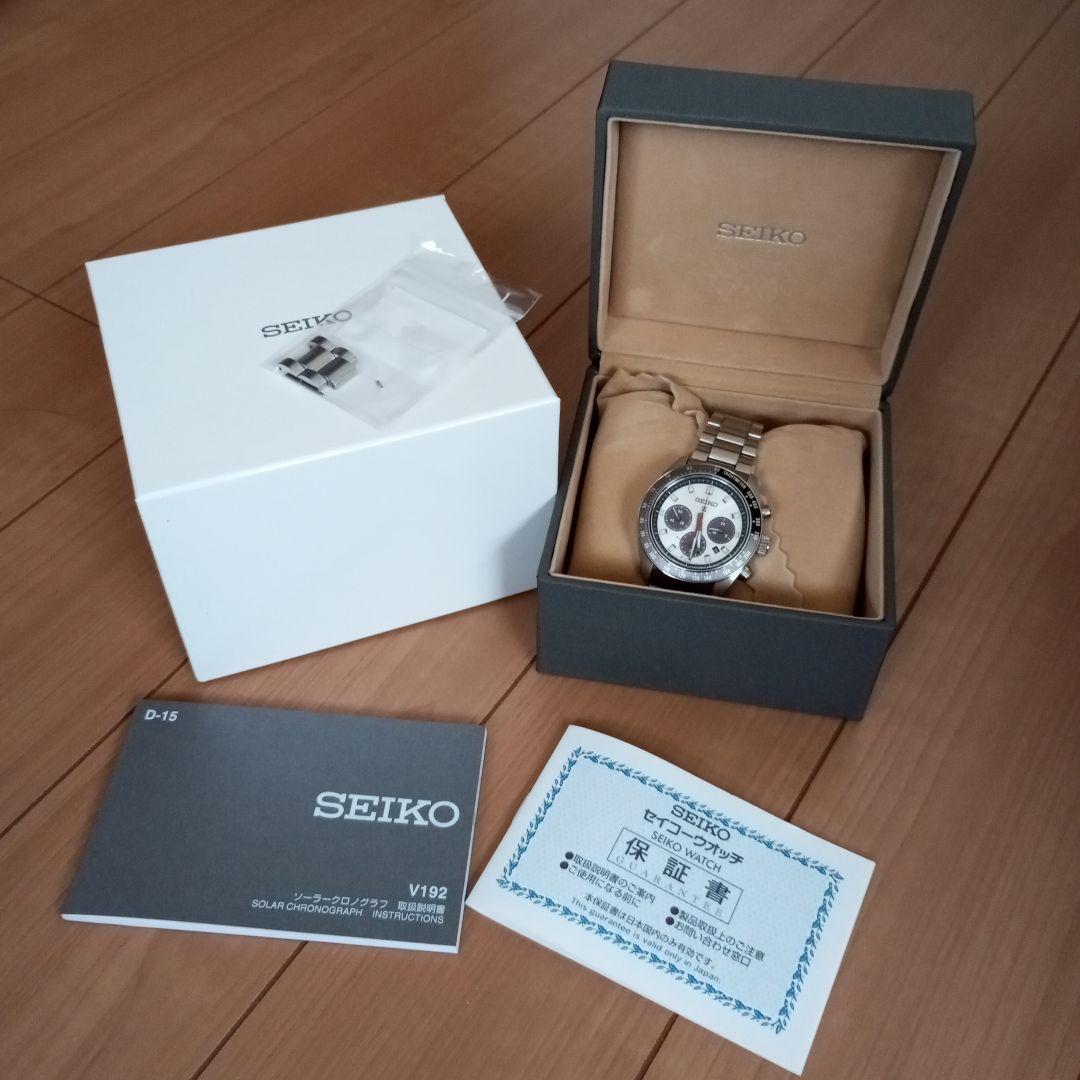 SEIKO
SEIKO
SEIKO
D-15
SEIKO
V192
ソーラークロノグラフ 取扱説明書
SOLAR CHRONOGRAPH INSTRUCTIONS
SEIKO
セイコーウオッチ
SEIKO WATCH
保証書
GUARANTEE
●取扱説明書のご案内
●ご使用になる前に
●製品取扱上のご注意
●お問い合わせ窓口
本保証書は日本国内のみ有効です。
This guarantee is valid only in Japan.